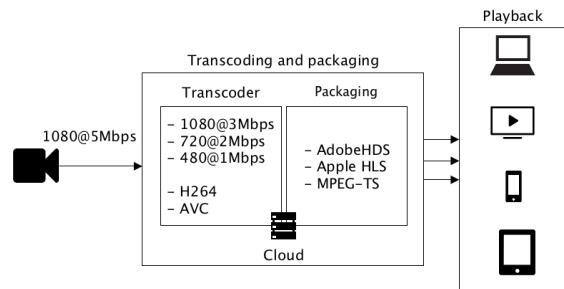 Playback
Transcoding and packaging
Transcoder
Packaging
1080@5Mbps
– 1080@3Mbps
– 720@2Mbps
– 480@1Mbps
– H264
– AVC
– AdobeHDS
– Apple HLS
– MPEG-TS
Cloud